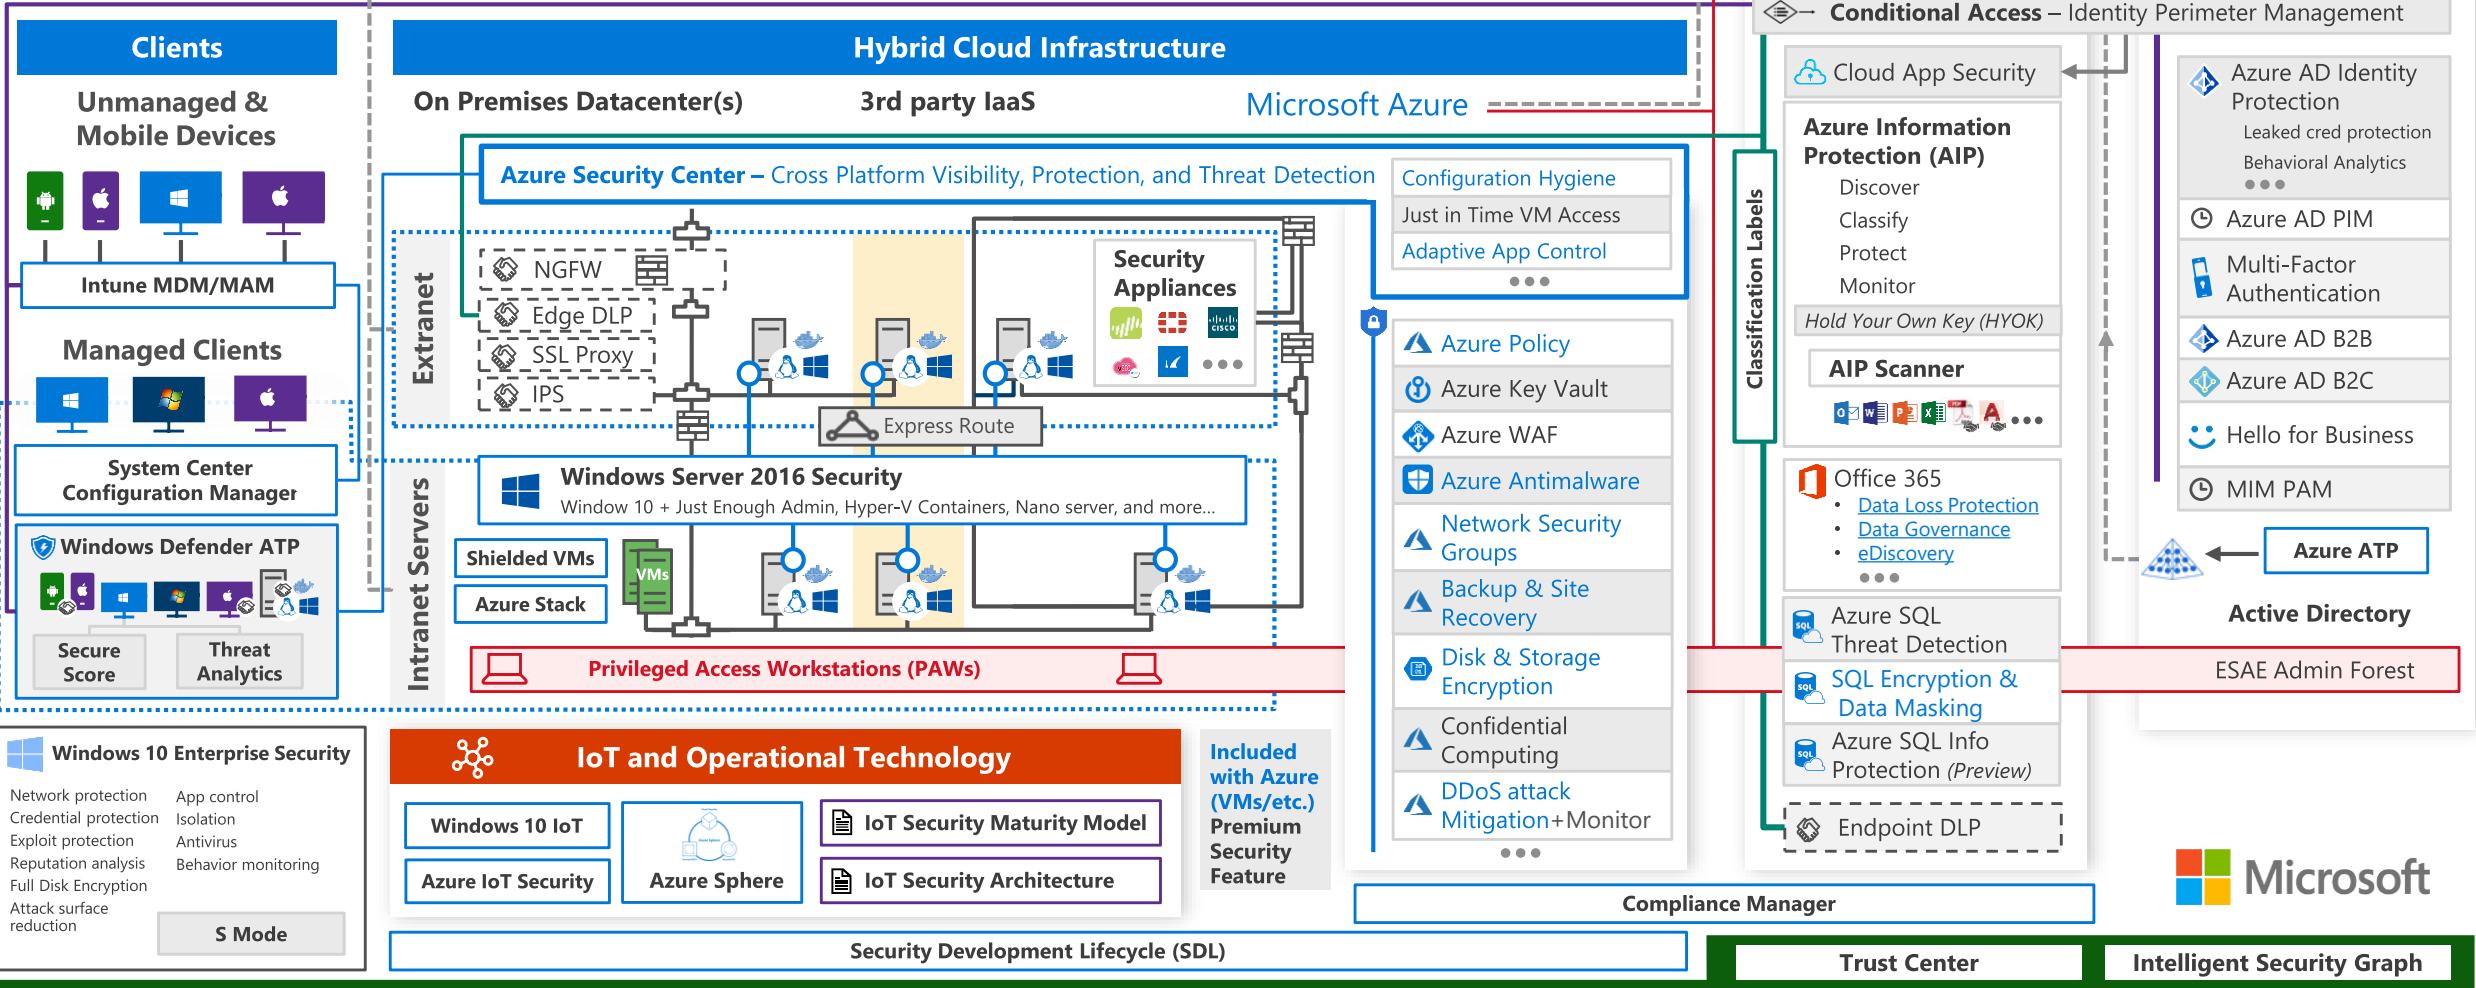 Conditional Access – Identity Perimeter Management
Clients
Unmanaged &
Mobile Devices
Intune MDM/MAM
Managed Clients
System Center
Configuration Manager
Windows Defender ATP
Secure
Score
Threat
Analytics
Windows 10 Enterprise Security
Network protection
Credential protection
Exploit protection
Reputation analysis
Full Disk Encryption
Attack surface
reduction
App control
Isolation
Antivirus
Behavior monitoring
S Mode
Hybrid Cloud Infrastructure
On Premises Datacenter(s)
3rd party IaaS
Microsoft Azure
Azure Security Center – Cross Platform Visibility, Protection, and Threat Detection
Configuration Hygiene
Just in Time VM Access
Adaptive App Control
Extranet
NGFW
Edge DLP
SSL Proxy
IPS
Security
Appliances
CISCO
Express Route
Intranet Servers
Windows Server 2016 Security
Window 10 + Just Enough Admin, Hyper-V Containers, Nano server, and more...
Shielded VMs
Azure Stack
VMs
Privileged Access Workstations (PAWs)
Azure Policy
Azure Key Vault
Azure WAF
Azure Antimalware
Network Security
Groups
Backup & Site
Recovery
Disk & Storage
Encryption
Confidential
Computing
DDoS attack
Mitigation+Monitor
IoT and Operational Technology
Windows 10 IoT
Azure IoT Security
Azure Sphere
IoT Security Maturity Model
IoT Security Architecture
Included
with Azure
(VMs/etc.)
Premium
Security
Feature
Security Development Lifecycle (SDL)
Compliance Manager
Classification Labels
Cloud App Security
Azure Information
Protection (AIP)
Discover
Classify
Protect
Monitor
Hold Your Own Key (HYOK)
AIP Scanner
Office 365
• Data Loss Protection
• Data Governance
• eDiscovery
SQL
Azure SQL
Threat Detection
SQL
SQL Encryption &
Data Masking
SQL
Azure SQL Info
Protection (Preview)
Endpoint DLP
Azure AD Identity
Protection
Leaked cred protection
Behavioral Analytics
Azure AD PIM
Multi-Factor
Authentication
Azure AD B2B
Azure AD B2C
Hello for Business
MIM PAM
Azure ATP
Active Directory
ESAE Admin Forest
Microsoft
Trust Center
Intelligent Security Graph